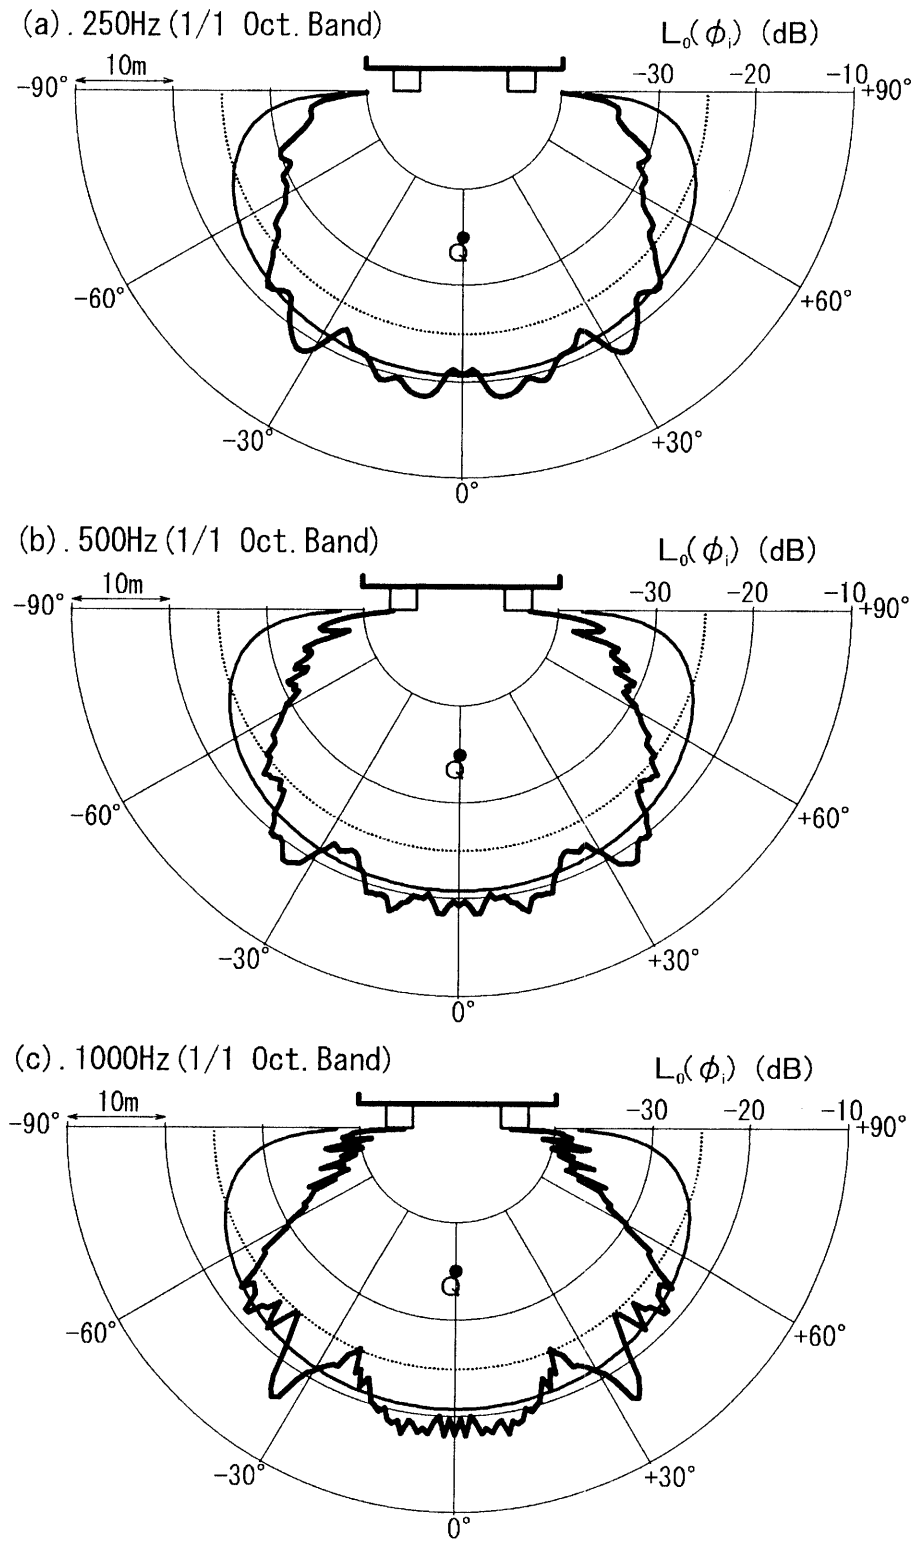 (a).250Hz(1/1 Oct.Band)
L₀(ϕᵢ) (dB)
10m
-30 -20 -10
-90° +90°
Q
-60° +60°
-30° +30°
0°
(b).500Hz(1/1 Oct.Band)
L₀(ϕᵢ) (dB)
10m
-30 -20 -10
-90° +90°
Q
-60° +60°
-30° +30°
0°
(c).1000Hz(1/1 Oct.Band)
L₀(ϕᵢ) (dB)
10m
-30 -20 -10
-90° +90°
Q
-60° +60°
-30° +30°
0°